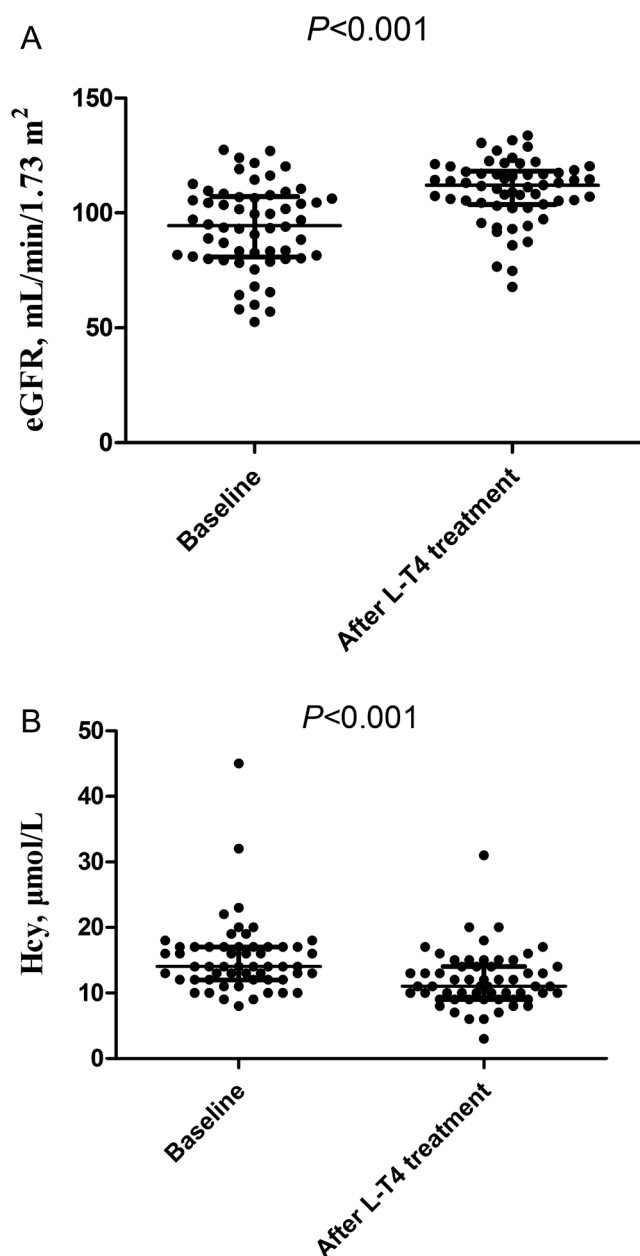 A
P<0.001
eGFR, mL/min/1.73 m²
150
100
50
0
Baseline
After L-T4 treatment
B
P<0.001
Hcy, μmol/L
50
40
30
20
10
0
Baseline
After L-T4 treatment